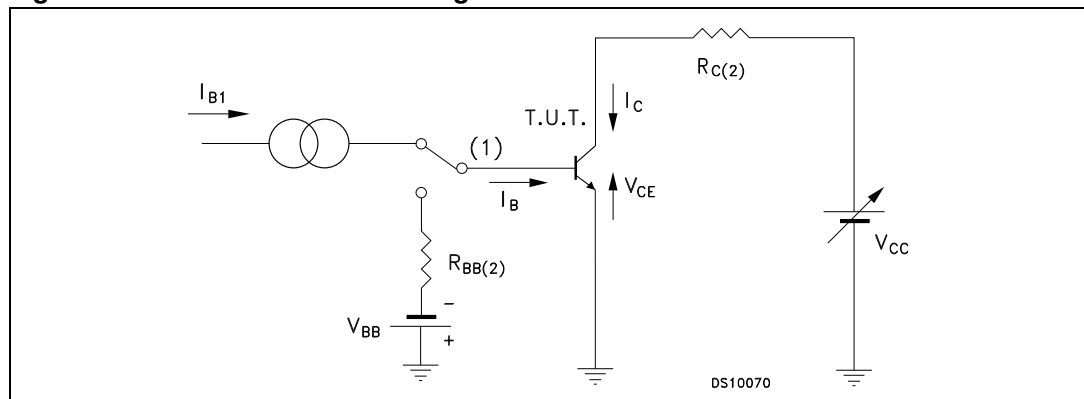 I_B1
(1)
I_B
T.U.T.
I_C
V_CE
R_C(2)
V_CC
R_BB(2)
V_BB
-
+
DS10070